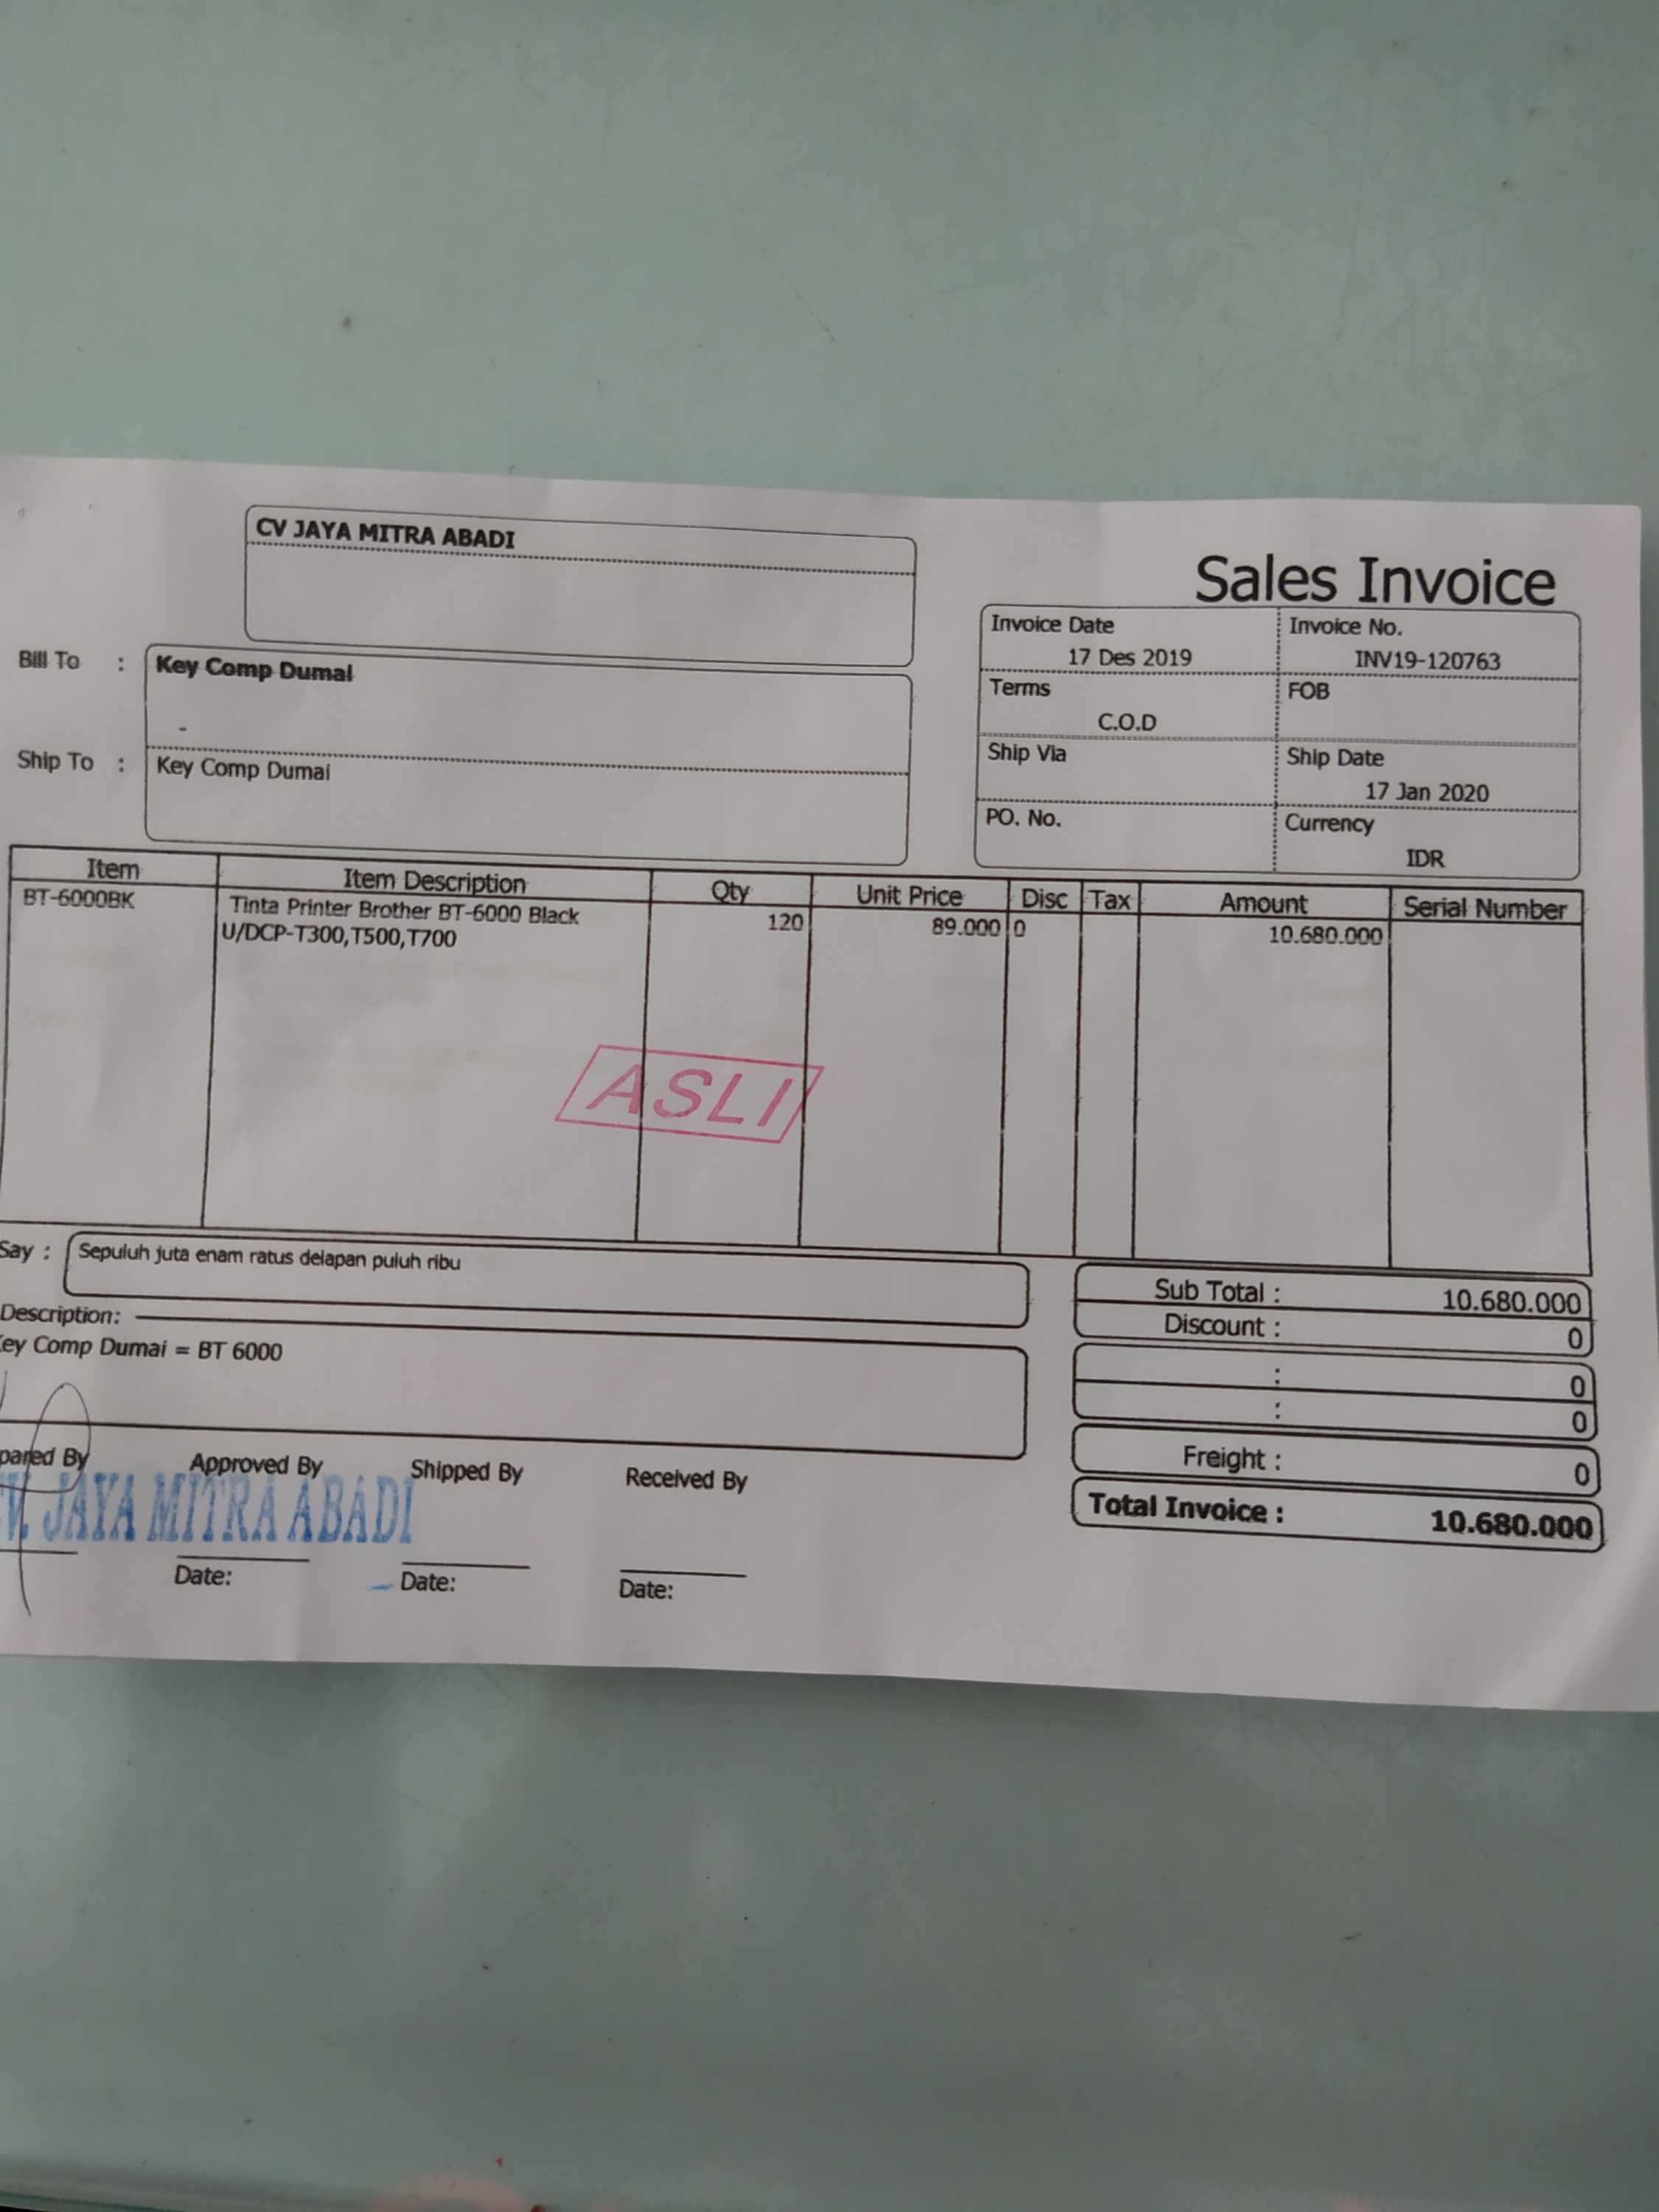 CV JAYA MITRA ABADI
Sales Invoice
Invoice Date
17 Des 2019
Invoice No.
INV19-120763
Terms
C.O.D
FOB
Ship Via
Ship Date
17 Jan 2020
PO. No.
Currency
IDR
Bill To :
Key Comp Dumai
-
Ship To :
Key Comp Dumai
Item Item Description Qty Unit Price Disc Tax Amount Serial Number
BT-6000BK Tinta Printer Brother BT-6000 Black 120 89.000 0 10.680.000
U/DCP-T300,T500,T700
ASLI
Say : Sepuluh juta enam ratus delapan puluh ribu
Sub Total : 10.680.000
Discount : 0
: 0
: 0
Freight : 0
Total Invoice : 10.680.000
Description:
ey Comp Dumai = BT 6000
pared By Approved By Shipped By Received By
V. JAYA MITRA ABADI
Date: Date: Date: